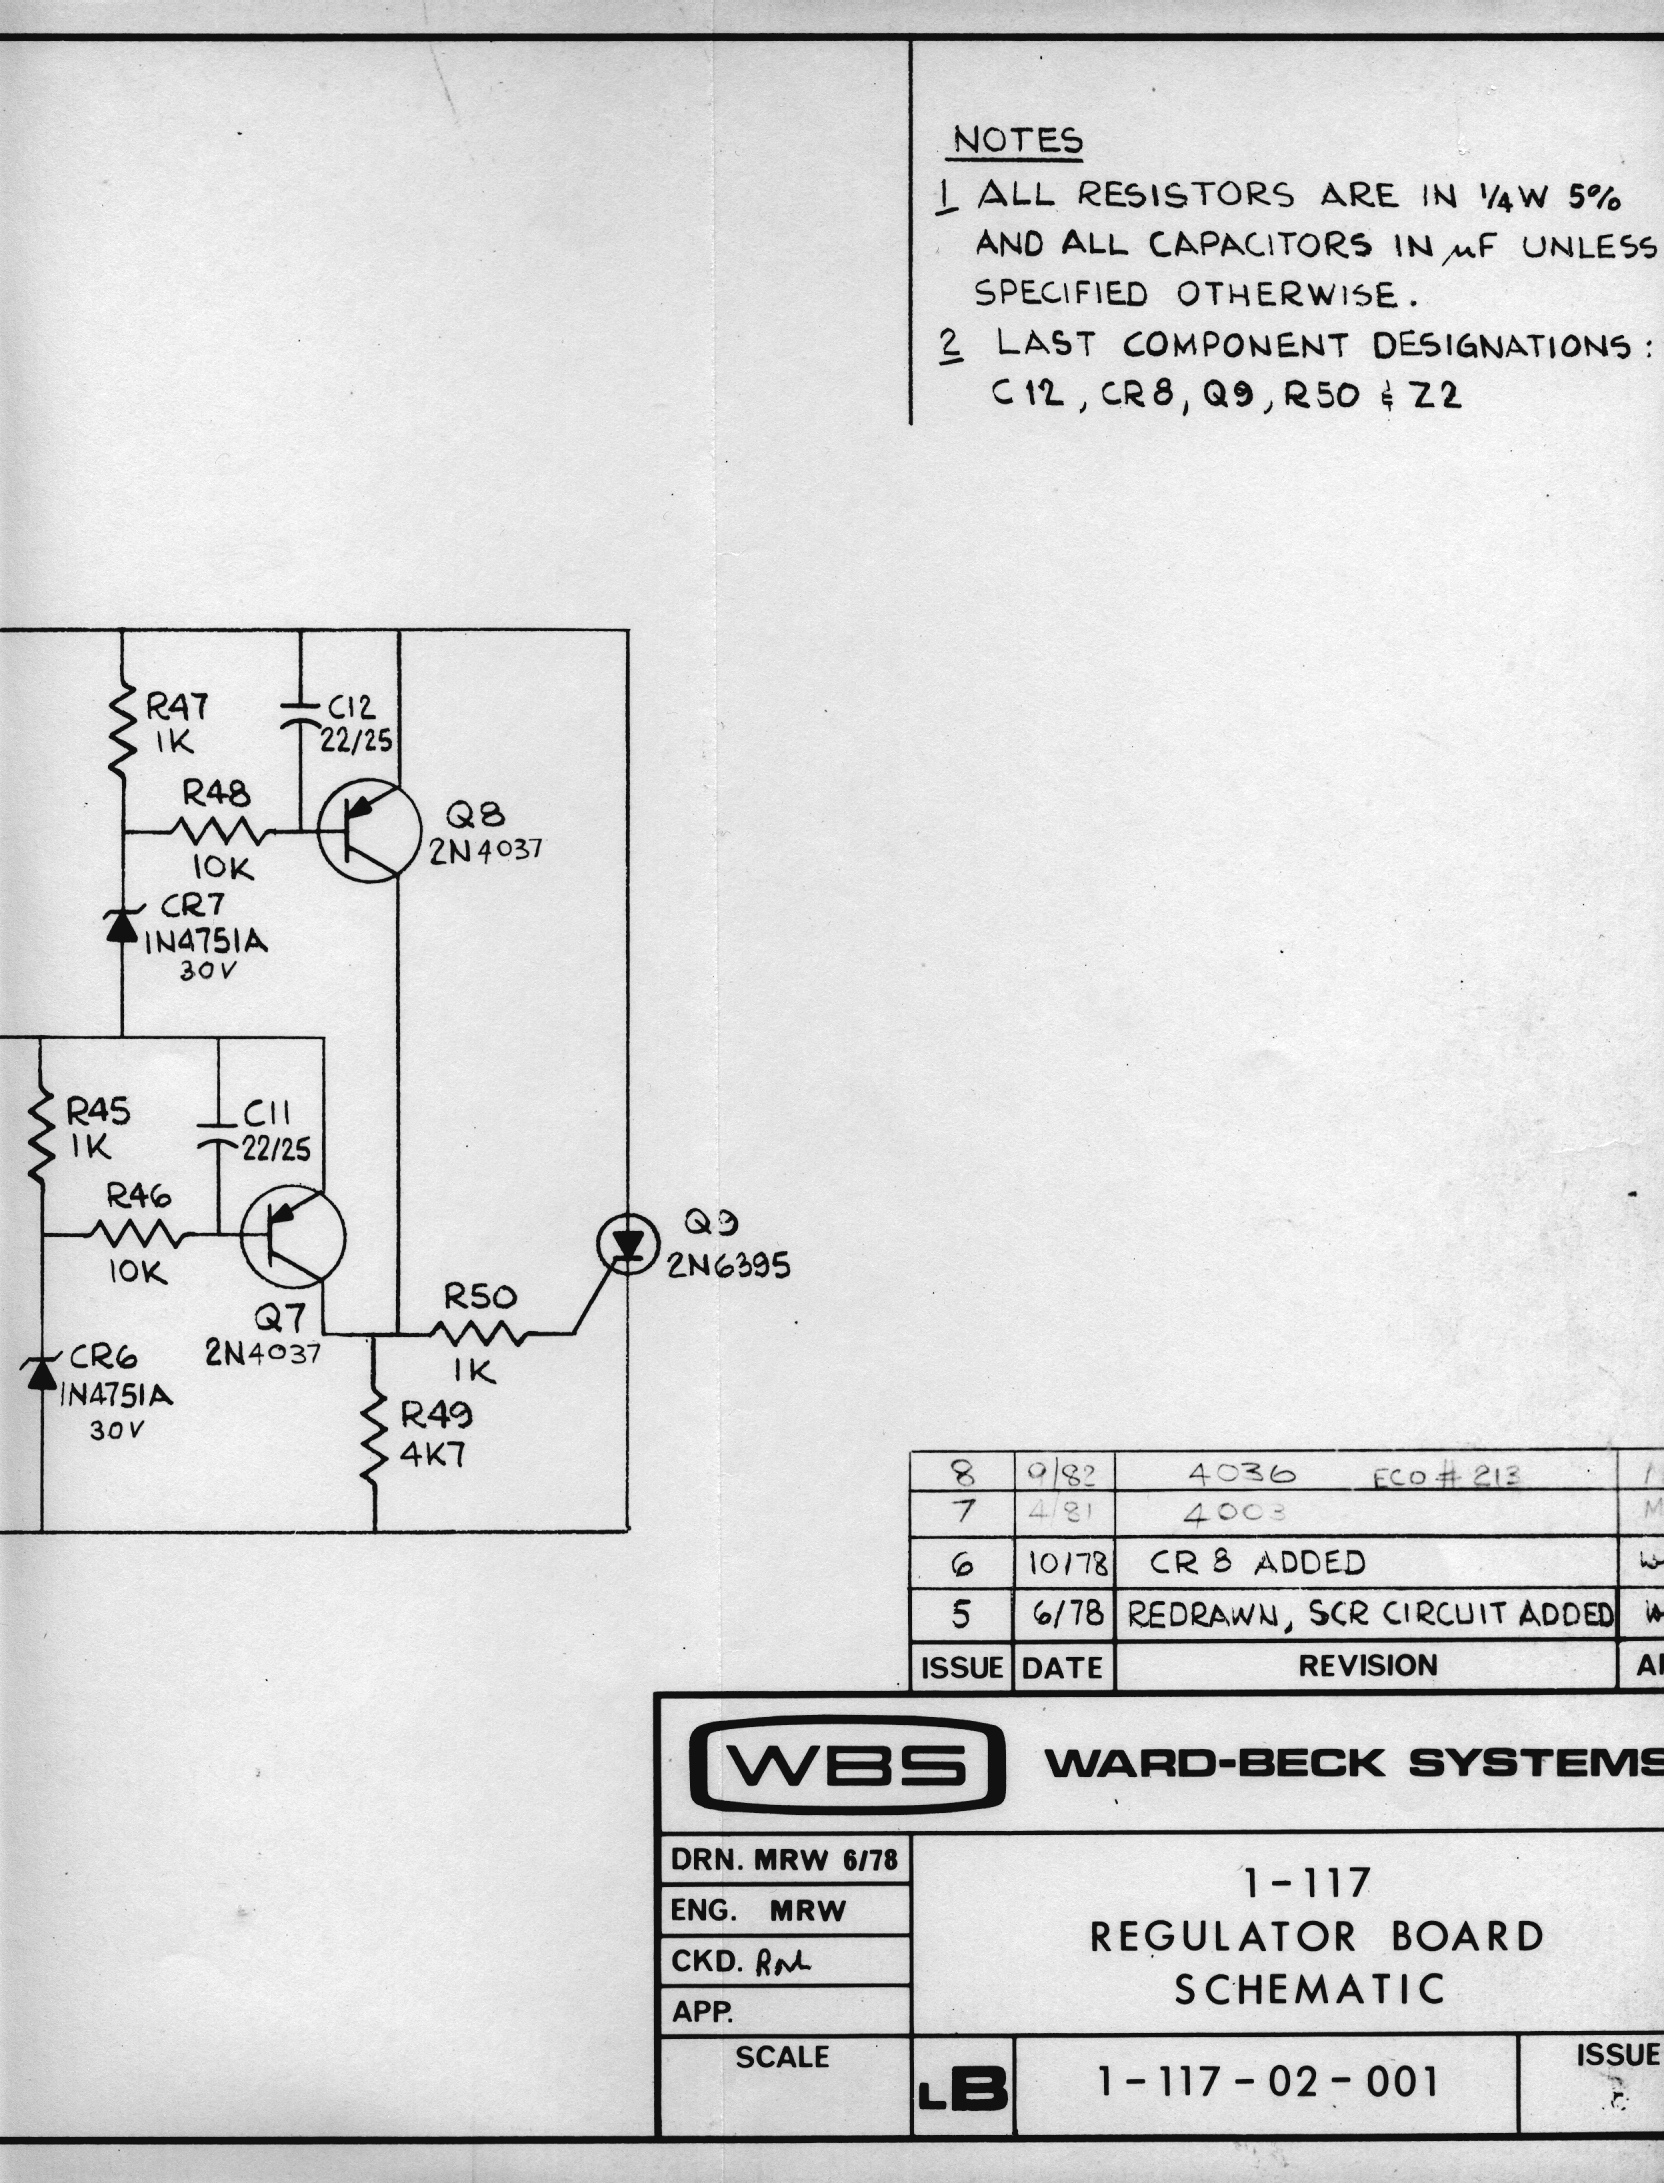 NOTES
1 ALL RESISTORS ARE IN 1/4W 5%
AND ALL CAPACITORS IN µF UNLESS
SPECIFIED OTHERWISE.
2 LAST COMPONENT DESIGNATIONS:
C12, CR8, Q9, R50 & Z2
R47
1K
C12
22/25
R48
10K
Q8
2N4037
CR7
1N4751A
30V
R45
1K
C11
22/25
R46
10K
Q7
2N4037
CR6
1N4751A
30V
Q9
2N6395
R50
1K
R49
4K7
8 9/82 4036 ECO # 213
7 4/81 4003
6 10/78 CR 8 ADDED
5 6/78 REDRAWN, SCR CIRCUIT ADDED
ISSUE DATE REVISION
WBS WARD-BECK SYSTEMS
DRN. MRW 6/78
ENG. MRW
CKD.
APP.
SCALE
1-117
REGULATOR BOARD
SCHEMATIC
LB
1-117-02-001
ISSUE